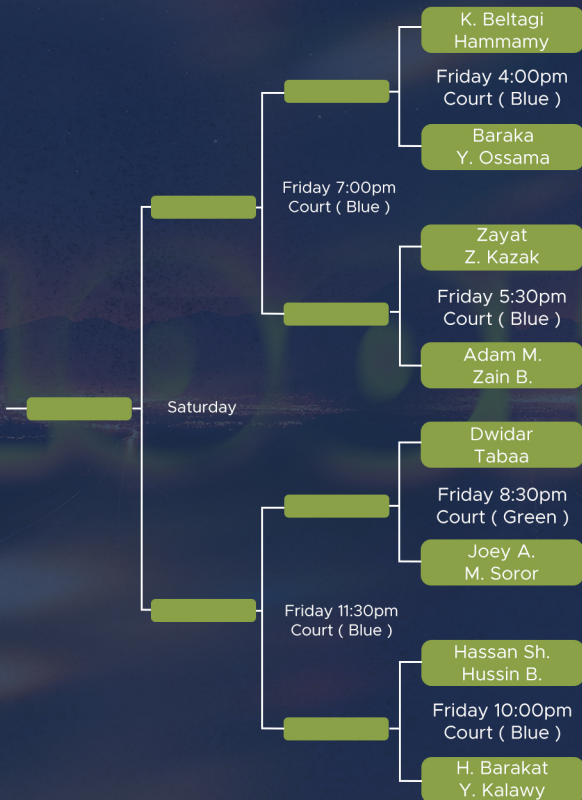 K. Beltagi
Hammamy
Friday 4:00pm
Court ( Blue )
Baraka
Y. Ossama
Friday 7:00pm
Court ( Blue )
Zayat
Z. Kazak
Friday 5:30pm
Court ( Blue )
Adam M.
Zain B.
Saturday
Dwidar
Tabaa
Friday 8:30pm
Court ( Green )
Joey A.
M. Soror
Friday 11:30pm
Court ( Blue )
Hassan Sh.
Hussin B.
Friday 10:00pm
Court ( Blue )
H. Barakat
Y. Kalawy